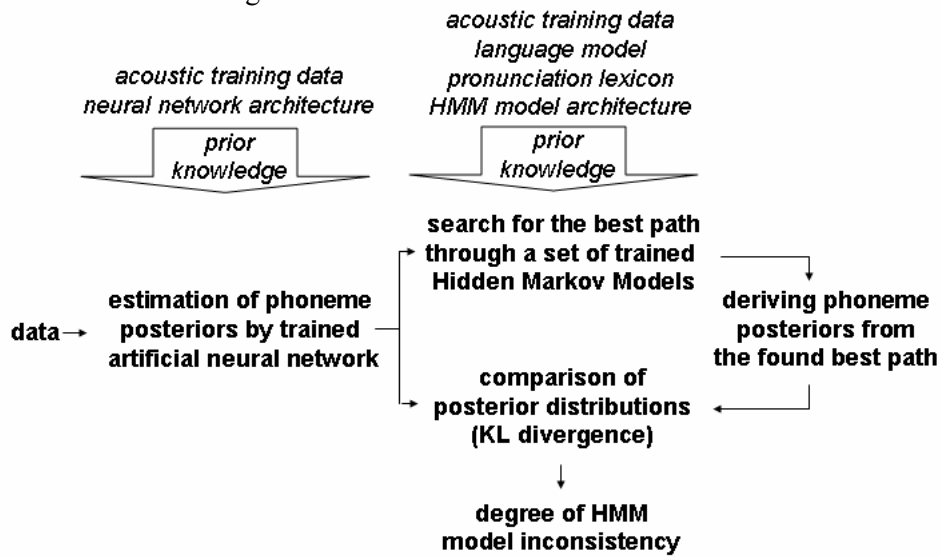 acoustic training data
neural network architecture
prior
knowledge
acoustic training data
language model
pronunciation lexicon
HMM model architecture
prior
knowledge
data
estimation of phoneme
posteriors by trained
artificial neural network
search for the best path
through a set of trained
Hidden Markov Models
deriving phoneme
posteriors from
the found best path
comparison of
posterior distributions
(KL divergence)
degree of HMM
model inconsistency